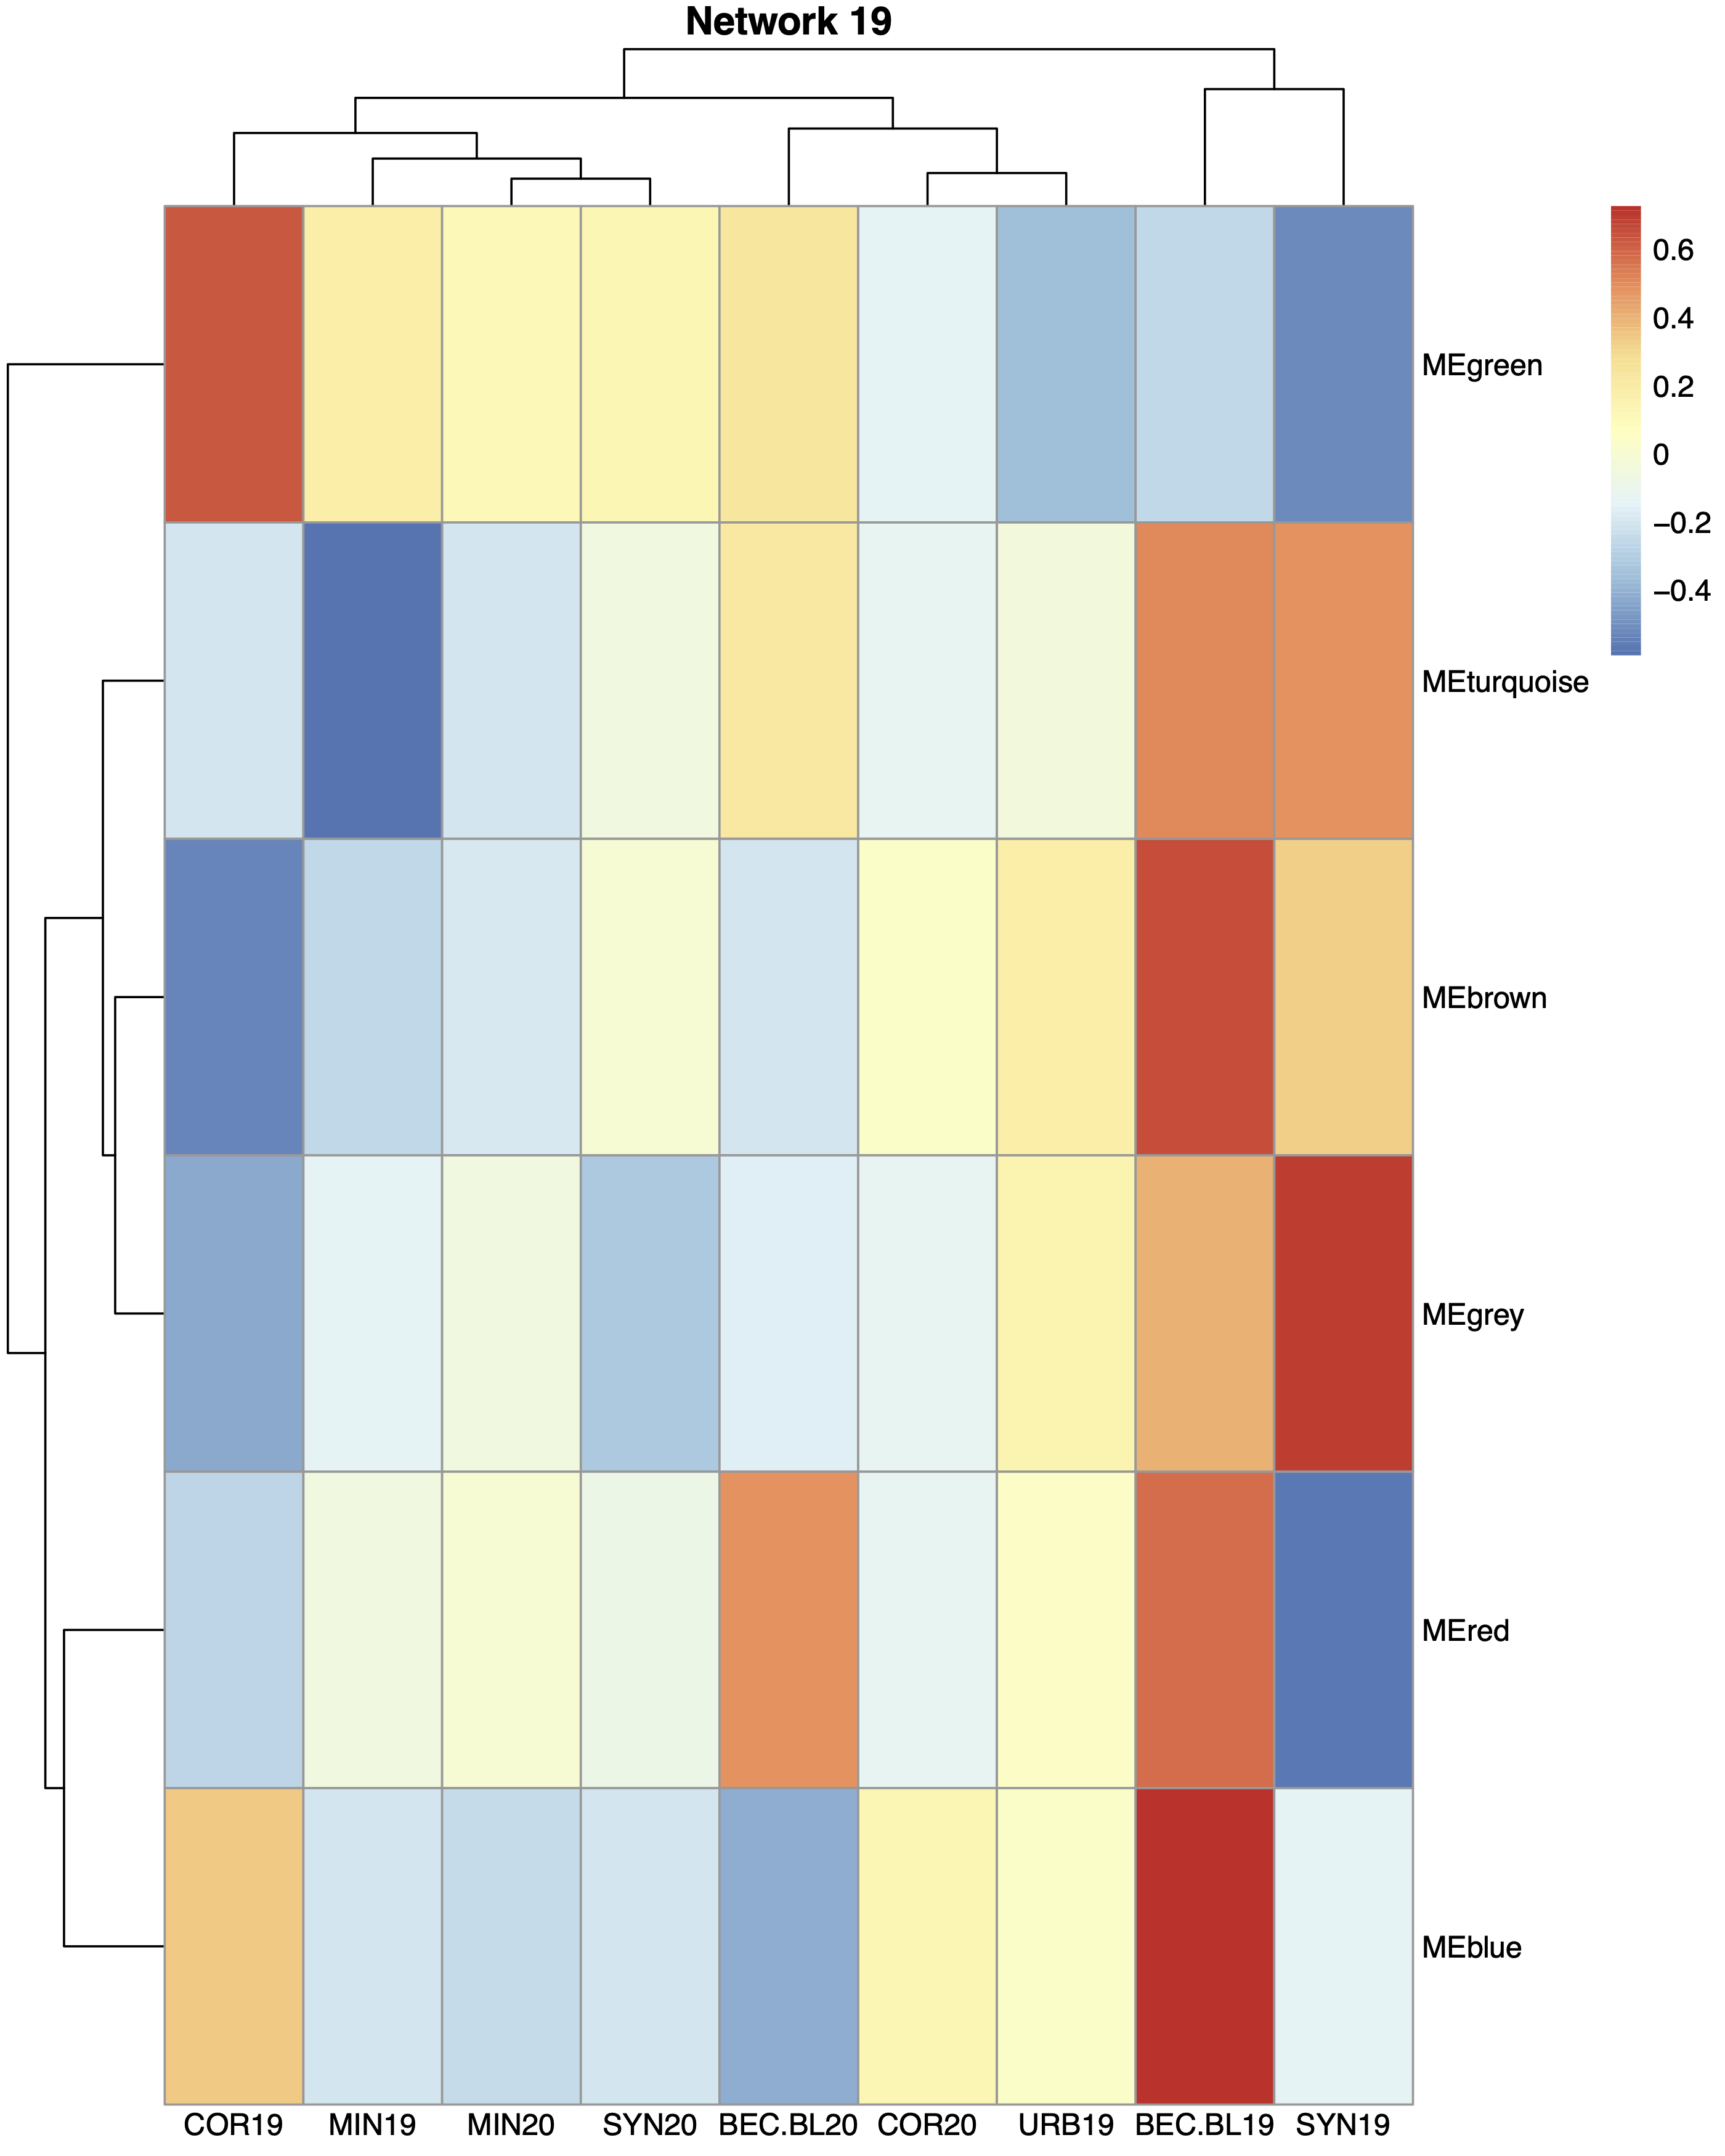 Network 19
0.6
0.4
0.2
0
−0.2
−0.4
MEgreen
MEturquoise
MEbrown
MEgrey
MEred
MEblue
COR19 MIN19 MIN20 SYN20 BEC.BL20 COR20 URB19 BEC.BL19 SYN19